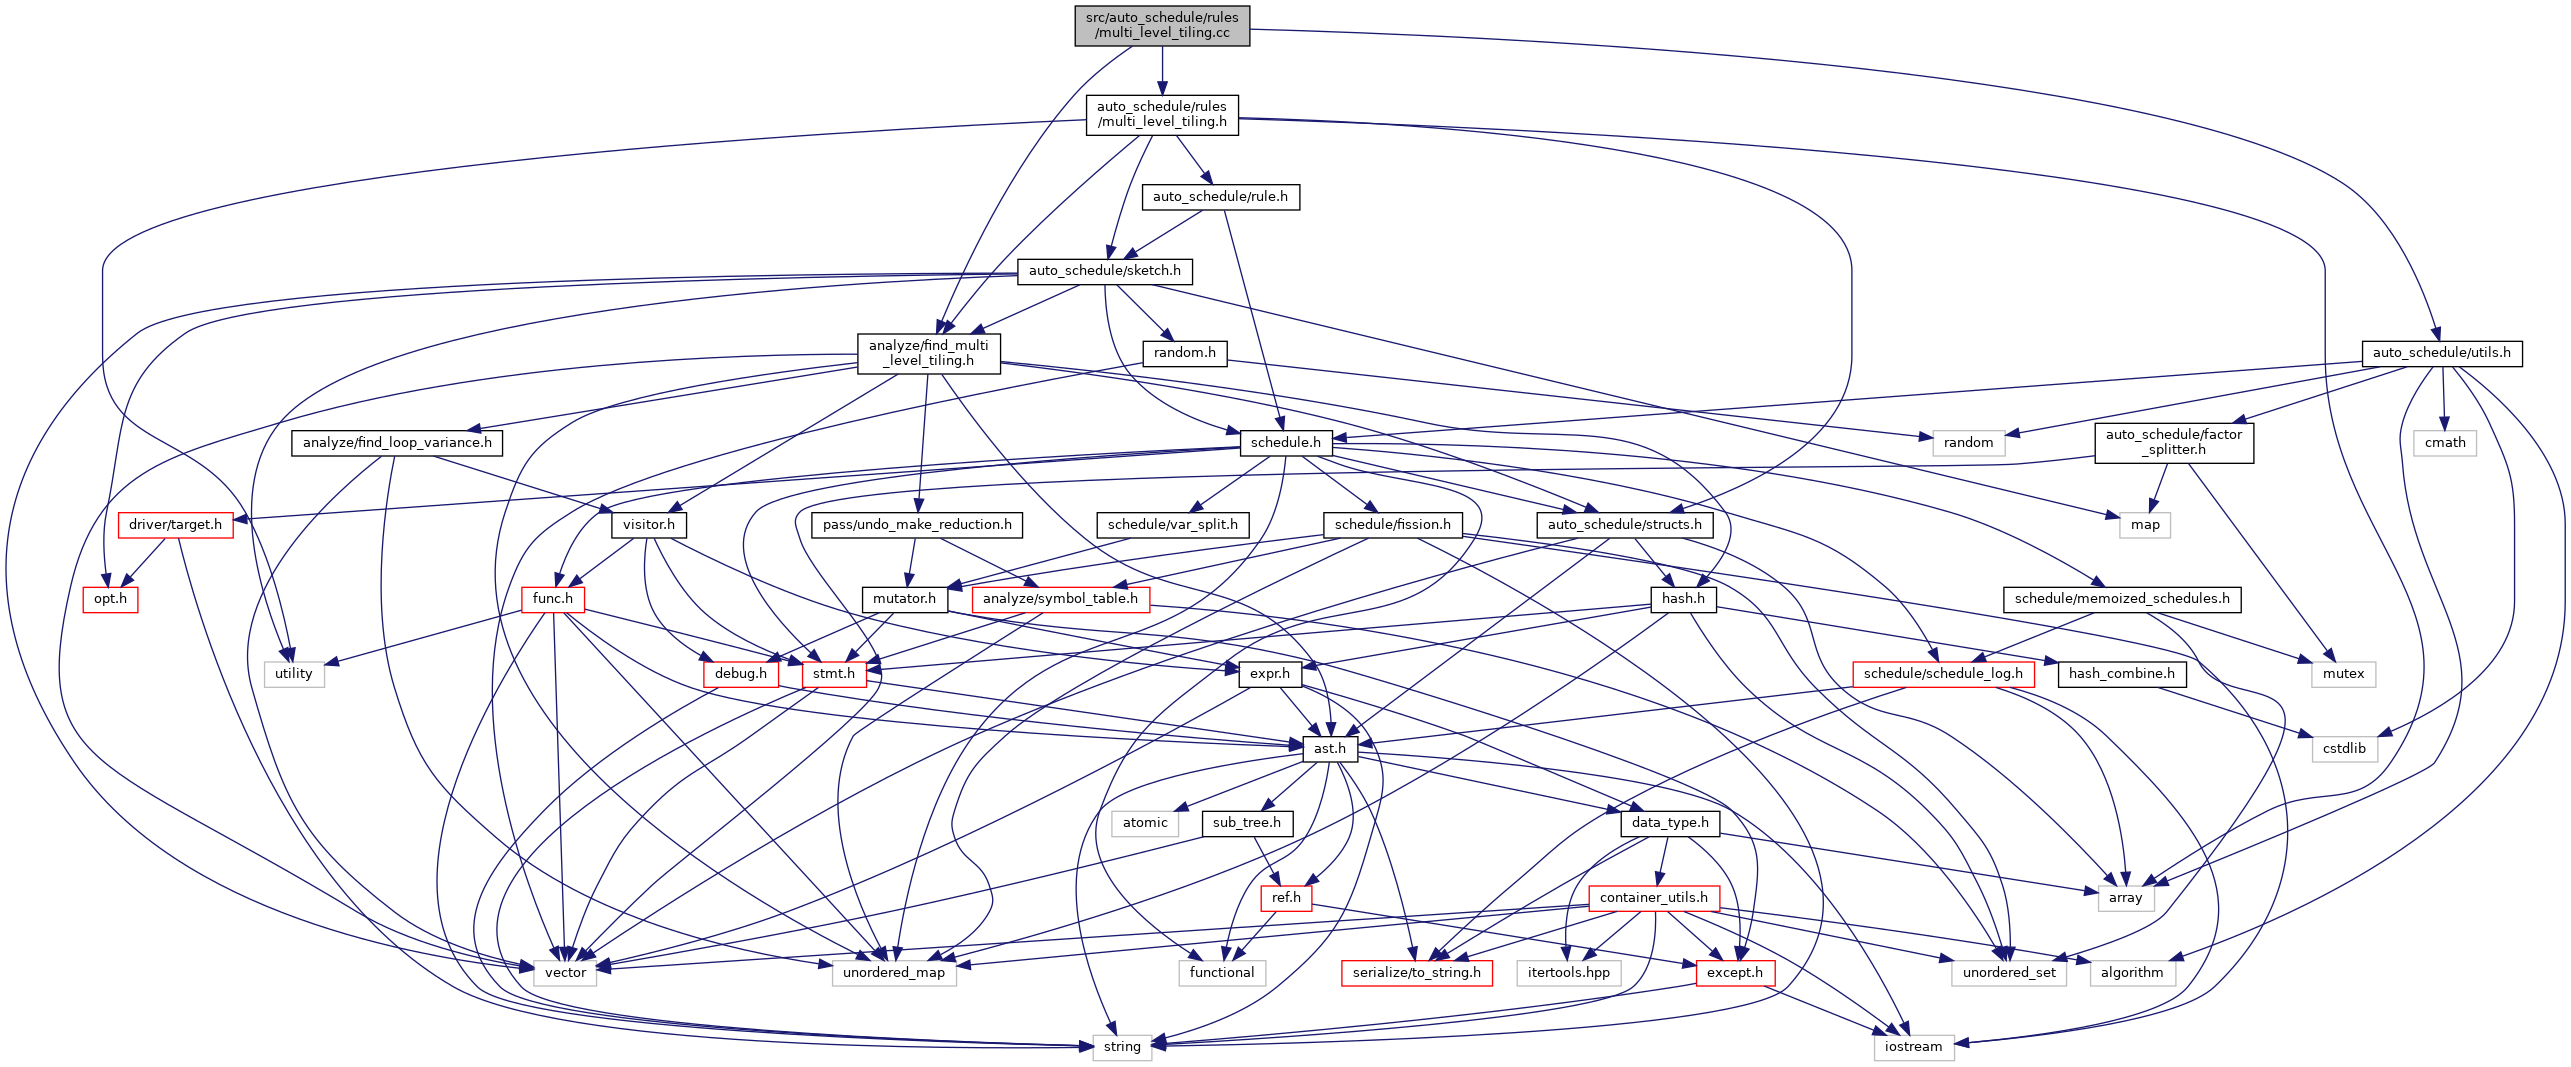 src/auto_schedule/rules
/multi_level_tiling.cc
auto_schedule/rules
/multi_level_tiling.h
auto_schedule/rule.h
auto_schedule/sketch.h
analyze/find_multi
_level_tiling.h
random.h
auto_schedule/utils.h
analyze/find_loop_variance.h
schedule.h
random
auto_schedule/factor
_splitter.h
cmath
driver/target.h
visitor.h
pass/undo_make_reduction.h
schedule/var_split.h
schedule/fission.h
auto_schedule/structs.h
map
opt.h
func.h
mutator.h
analyze/symbol_table.h
hash.h
schedule/memoized_schedules.h
utility
debug.h
stmt.h
expr.h
schedule/schedule_log.h
hash_combine.h
mutex
ast.h
cstdlib
atomic
sub_tree.h
data_type.h
ref.h
container_utils.h
array
vector
unordered_map
functional
serialize/to_string.h
itertools.hpp
except.h
unordered_set
algorithm
string
iostream